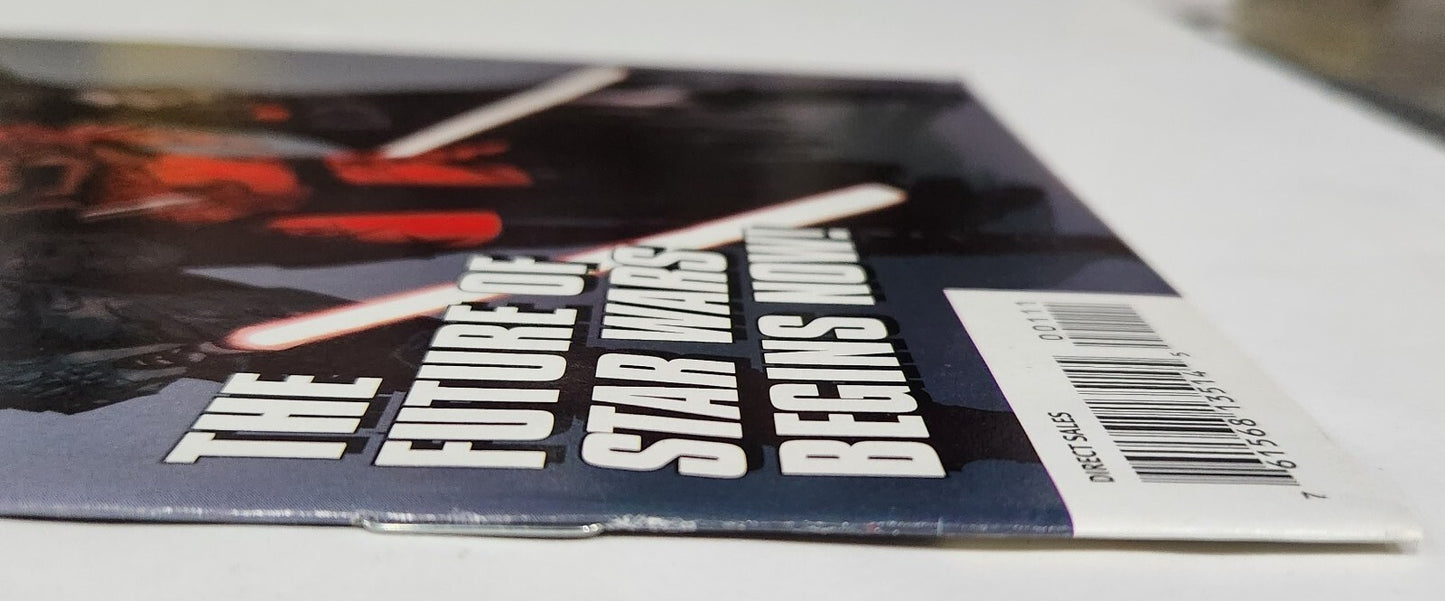 THE
FUTURE OF
STAR WARS
BEGINS NOW!
DIRECT SALES
00111
7 61568 13514 5